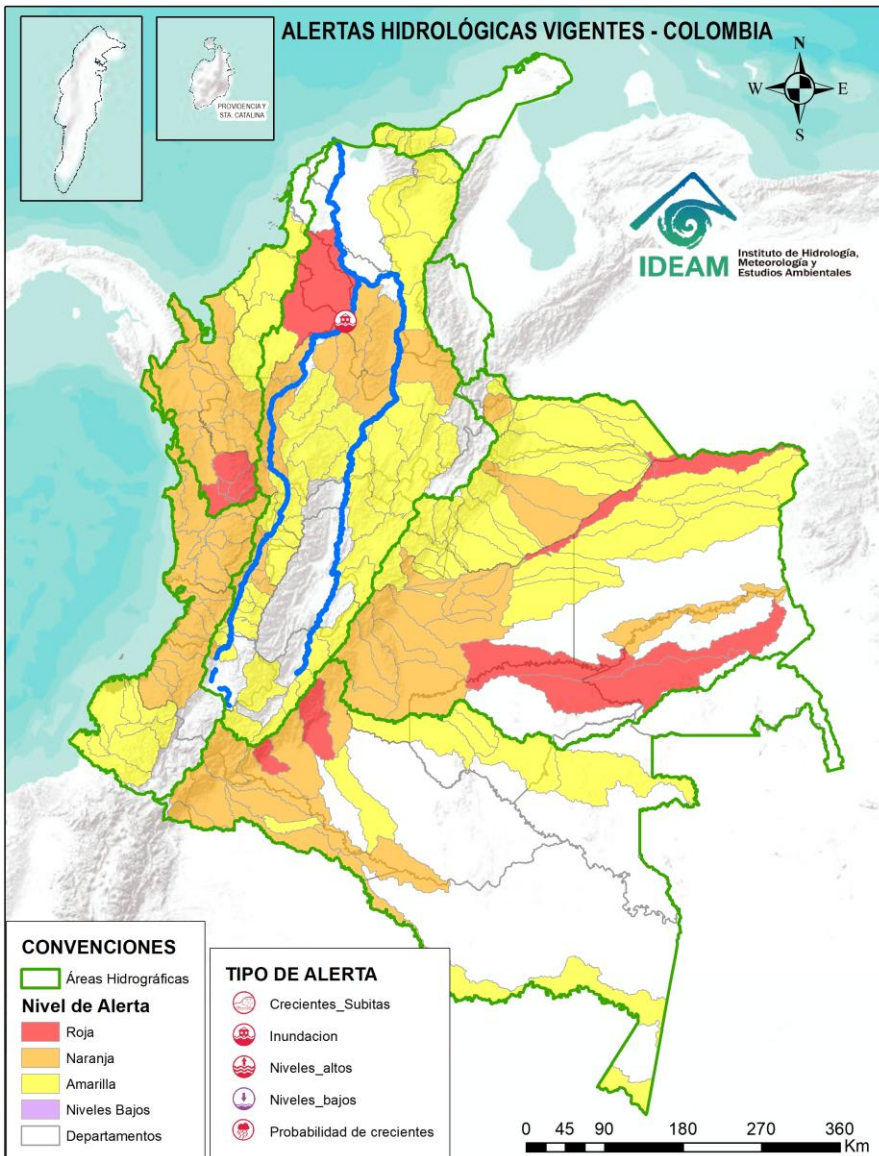 ALERTAS HIDROLÓGICAS VIGENTES - COLOMBIA
PROVIDENCIA Y
STA. CATALINA
N
W
E
S
IDEAM
Instituto de Hidrología,
Meteorología y
Estudios Ambientales
CONVENCIONES
Áreas Hidrográficas
Nivel de Alerta
Roja
Naranja
Amarilla
Niveles Bajos
Departamentos
TIPO DE ALERTA
Crecientes_Subitas
Inundacion
Niveles_altos
Niveles_bajos
Probabilidad de crecientes
0 45 90 180 270 360
Km